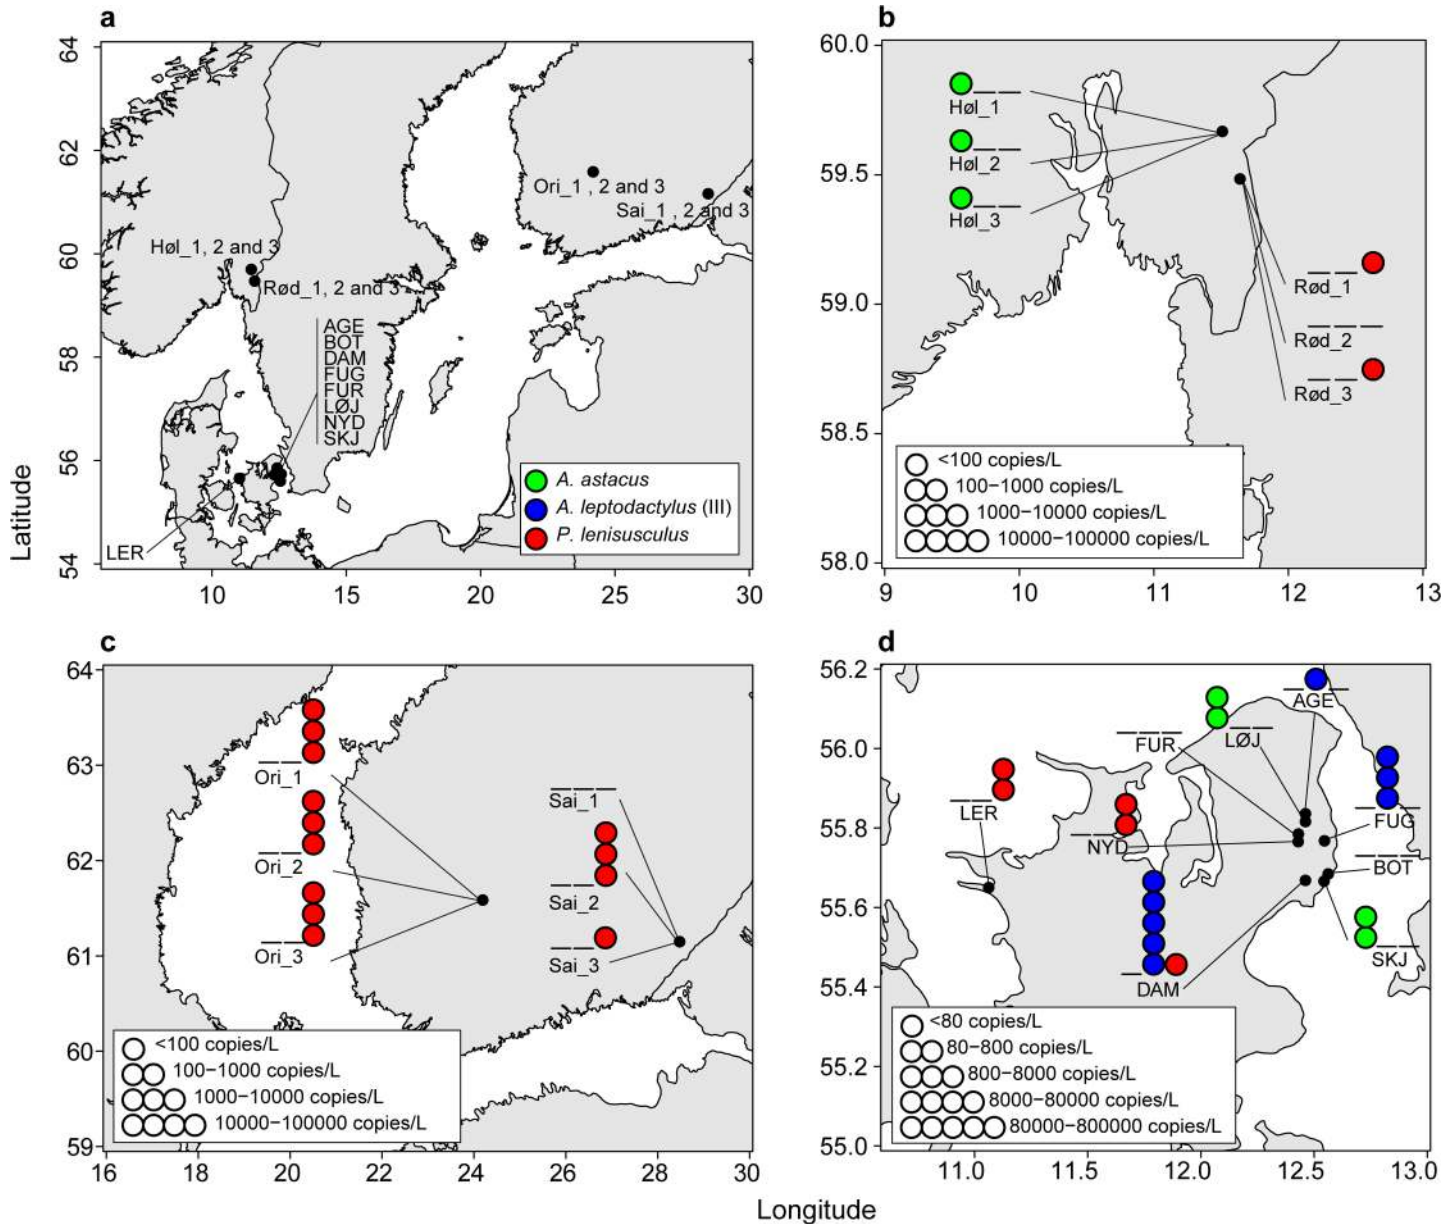 a
64
62
60
58
56
54
Latitude
Ori_1 , 2 and 3
Sai_1 , 2 and 3
Høl_1, 2 and 3
Rød_1, 2 and 3
AGE
BOT
DAM
FUG
FUR
LØJ
NYD
SKJ
LER
A. astacus
A. leptodactylus (III)
P. lenisusculus
10
15
20
25
30
b
60.0
59.5
59.0
58.5
58.0
Høl_1
Høl_2
Høl_3
Rød_1
Rød_2
Rød_3
<100 copies/L
100−1000 copies/L
1000−10000 copies/L
10000−100000 copies/L
9
10
11
12
13
c
64
63
62
61
60
59
Ori_1
Ori_2
Ori_3
Sai_1
Sai_2
Sai_3
<100 copies/L
100−1000 copies/L
1000−10000 copies/L
10000−100000 copies/L
16
18
20
22
24
26
28
30
d
56.2
56.0
55.8
55.6
55.4
55.2
55.0
AGE
FUR
LØJ
LER
NYD
FUG
BOT
SKJ
DAM
<80 copies/L
80−800 copies/L
800−8000 copies/L
8000−80000 copies/L
80000−800000 copies/L
11.0
11.5
12.0
12.5
13.0
Longitude